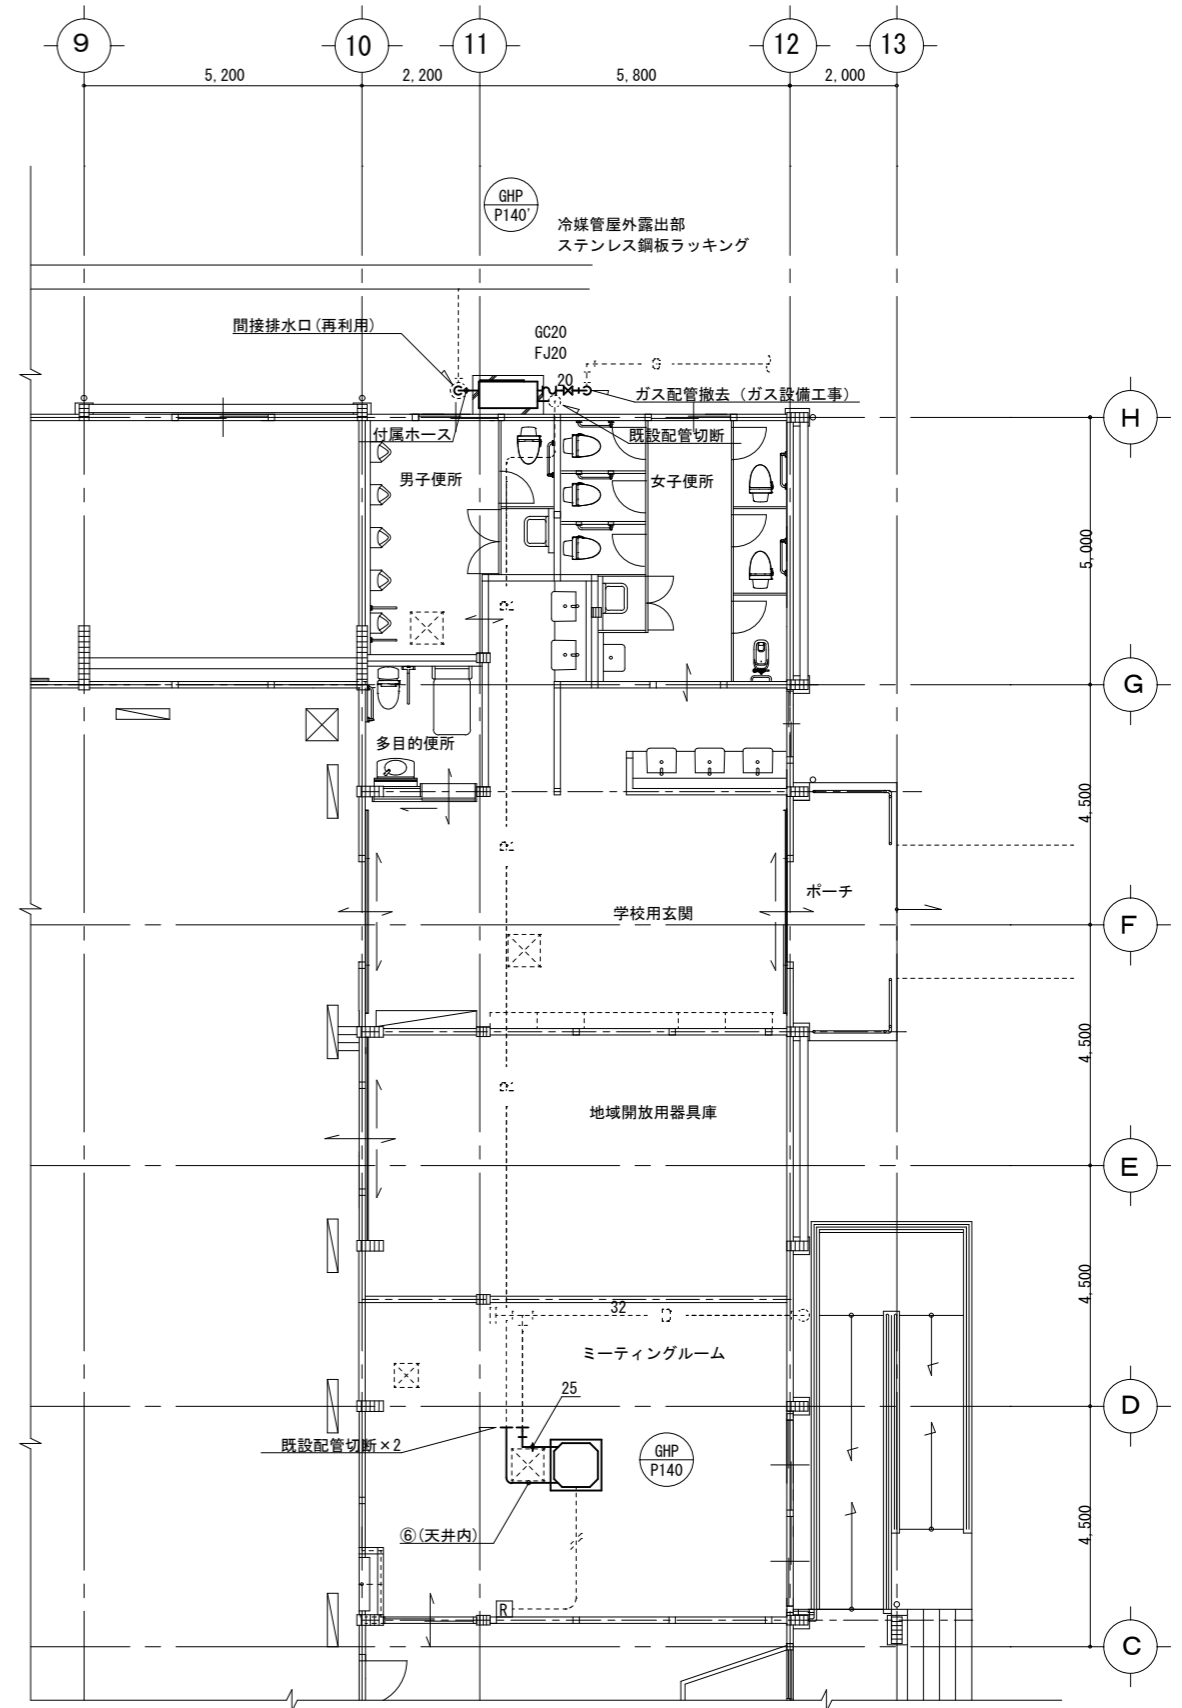 9
10
11
12
13
5,200
2,200
5,800
2,000
GHP
P140'
冷媒管屋外露出部
ステンレス鋼板ラッキング
間接排水口(再利用)
GC20
FJ20
G
20
ガス配管撤去（ガス設備工事）
H
付属ホース
既設配管切断
男子便所
女子便所
5,000
G
多目的便所
4,500
ポーチ
学校用玄関
F
4,500
地域開放用器具庫
E
4,500
32
D
ミーティングルーム
25
D
既設配管切断×2
GHP
P140
4,500
⑥(天井内)
R
C